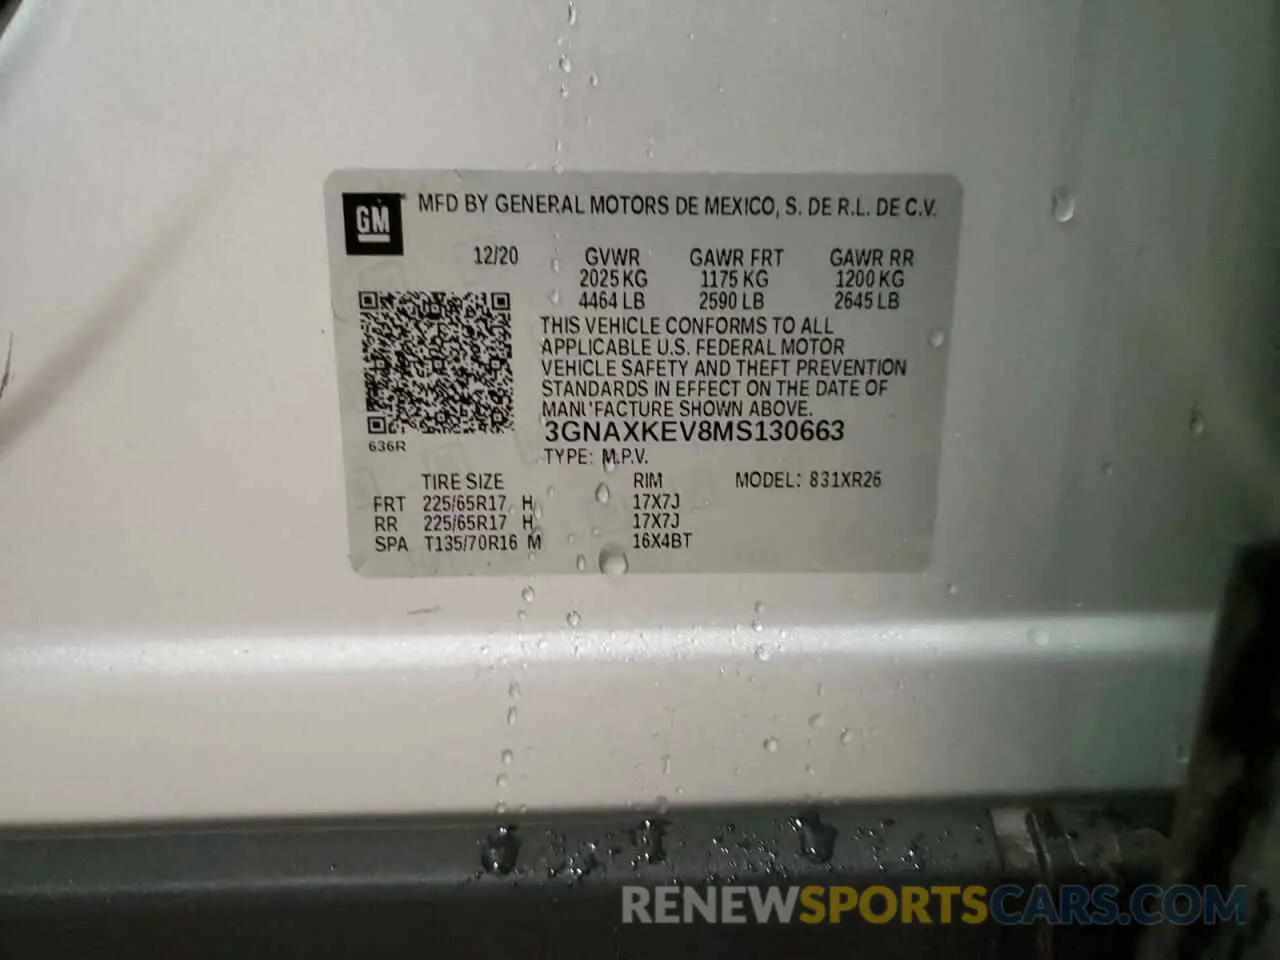 GM
MFD BY GENERAL MOTORS DE MEXICO, S. DE R.L. DE C.V.
12/20 GVWR GAWR FRT GAWR RR
2025 KG 1175 KG 1200 KG
4464 LB 2590 LB 2645 LB
THIS VEHICLE CONFORMS TO ALL
APPLICABLE U.S. FEDERAL MOTOR
VEHICLE SAFETY AND THEFT PREVENTION
STANDARDS IN EFFECT ON THE DATE OF
MANUFACTURE SHOWN ABOVE.
636R
3GNAXKEV8MS130663
TYPE: M.P.V.
TIRE SIZE RIM MODEL: 831XR26
FRT 225/65R17 H 17X7J
RR 225/65R17 H 17X7J
SPA T135/70R16 M 16X4BT
RENEWSPORTSCARS.COM